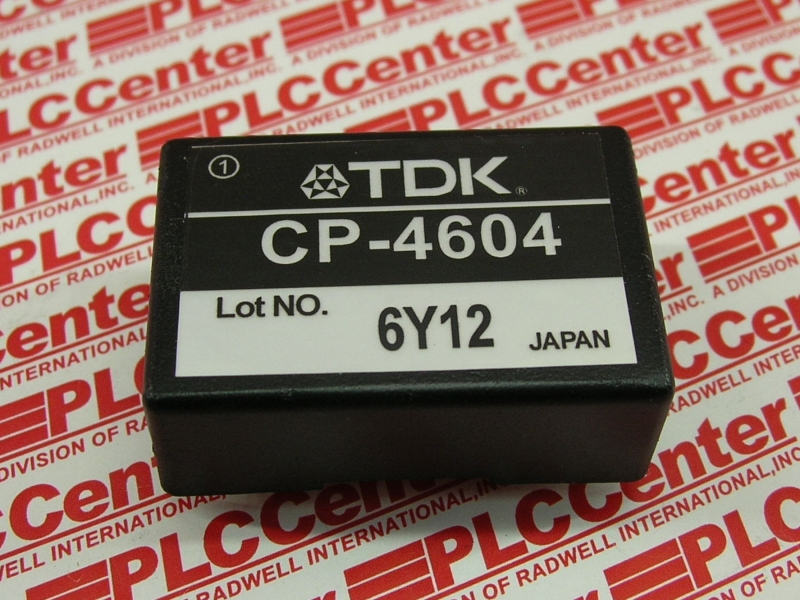 ①
TDK®
CP-4604
Lot NO. 6Y12 JAPAN
PLCCenter
A DIVISION OF RADWELL INTERNATIONAL, INC.